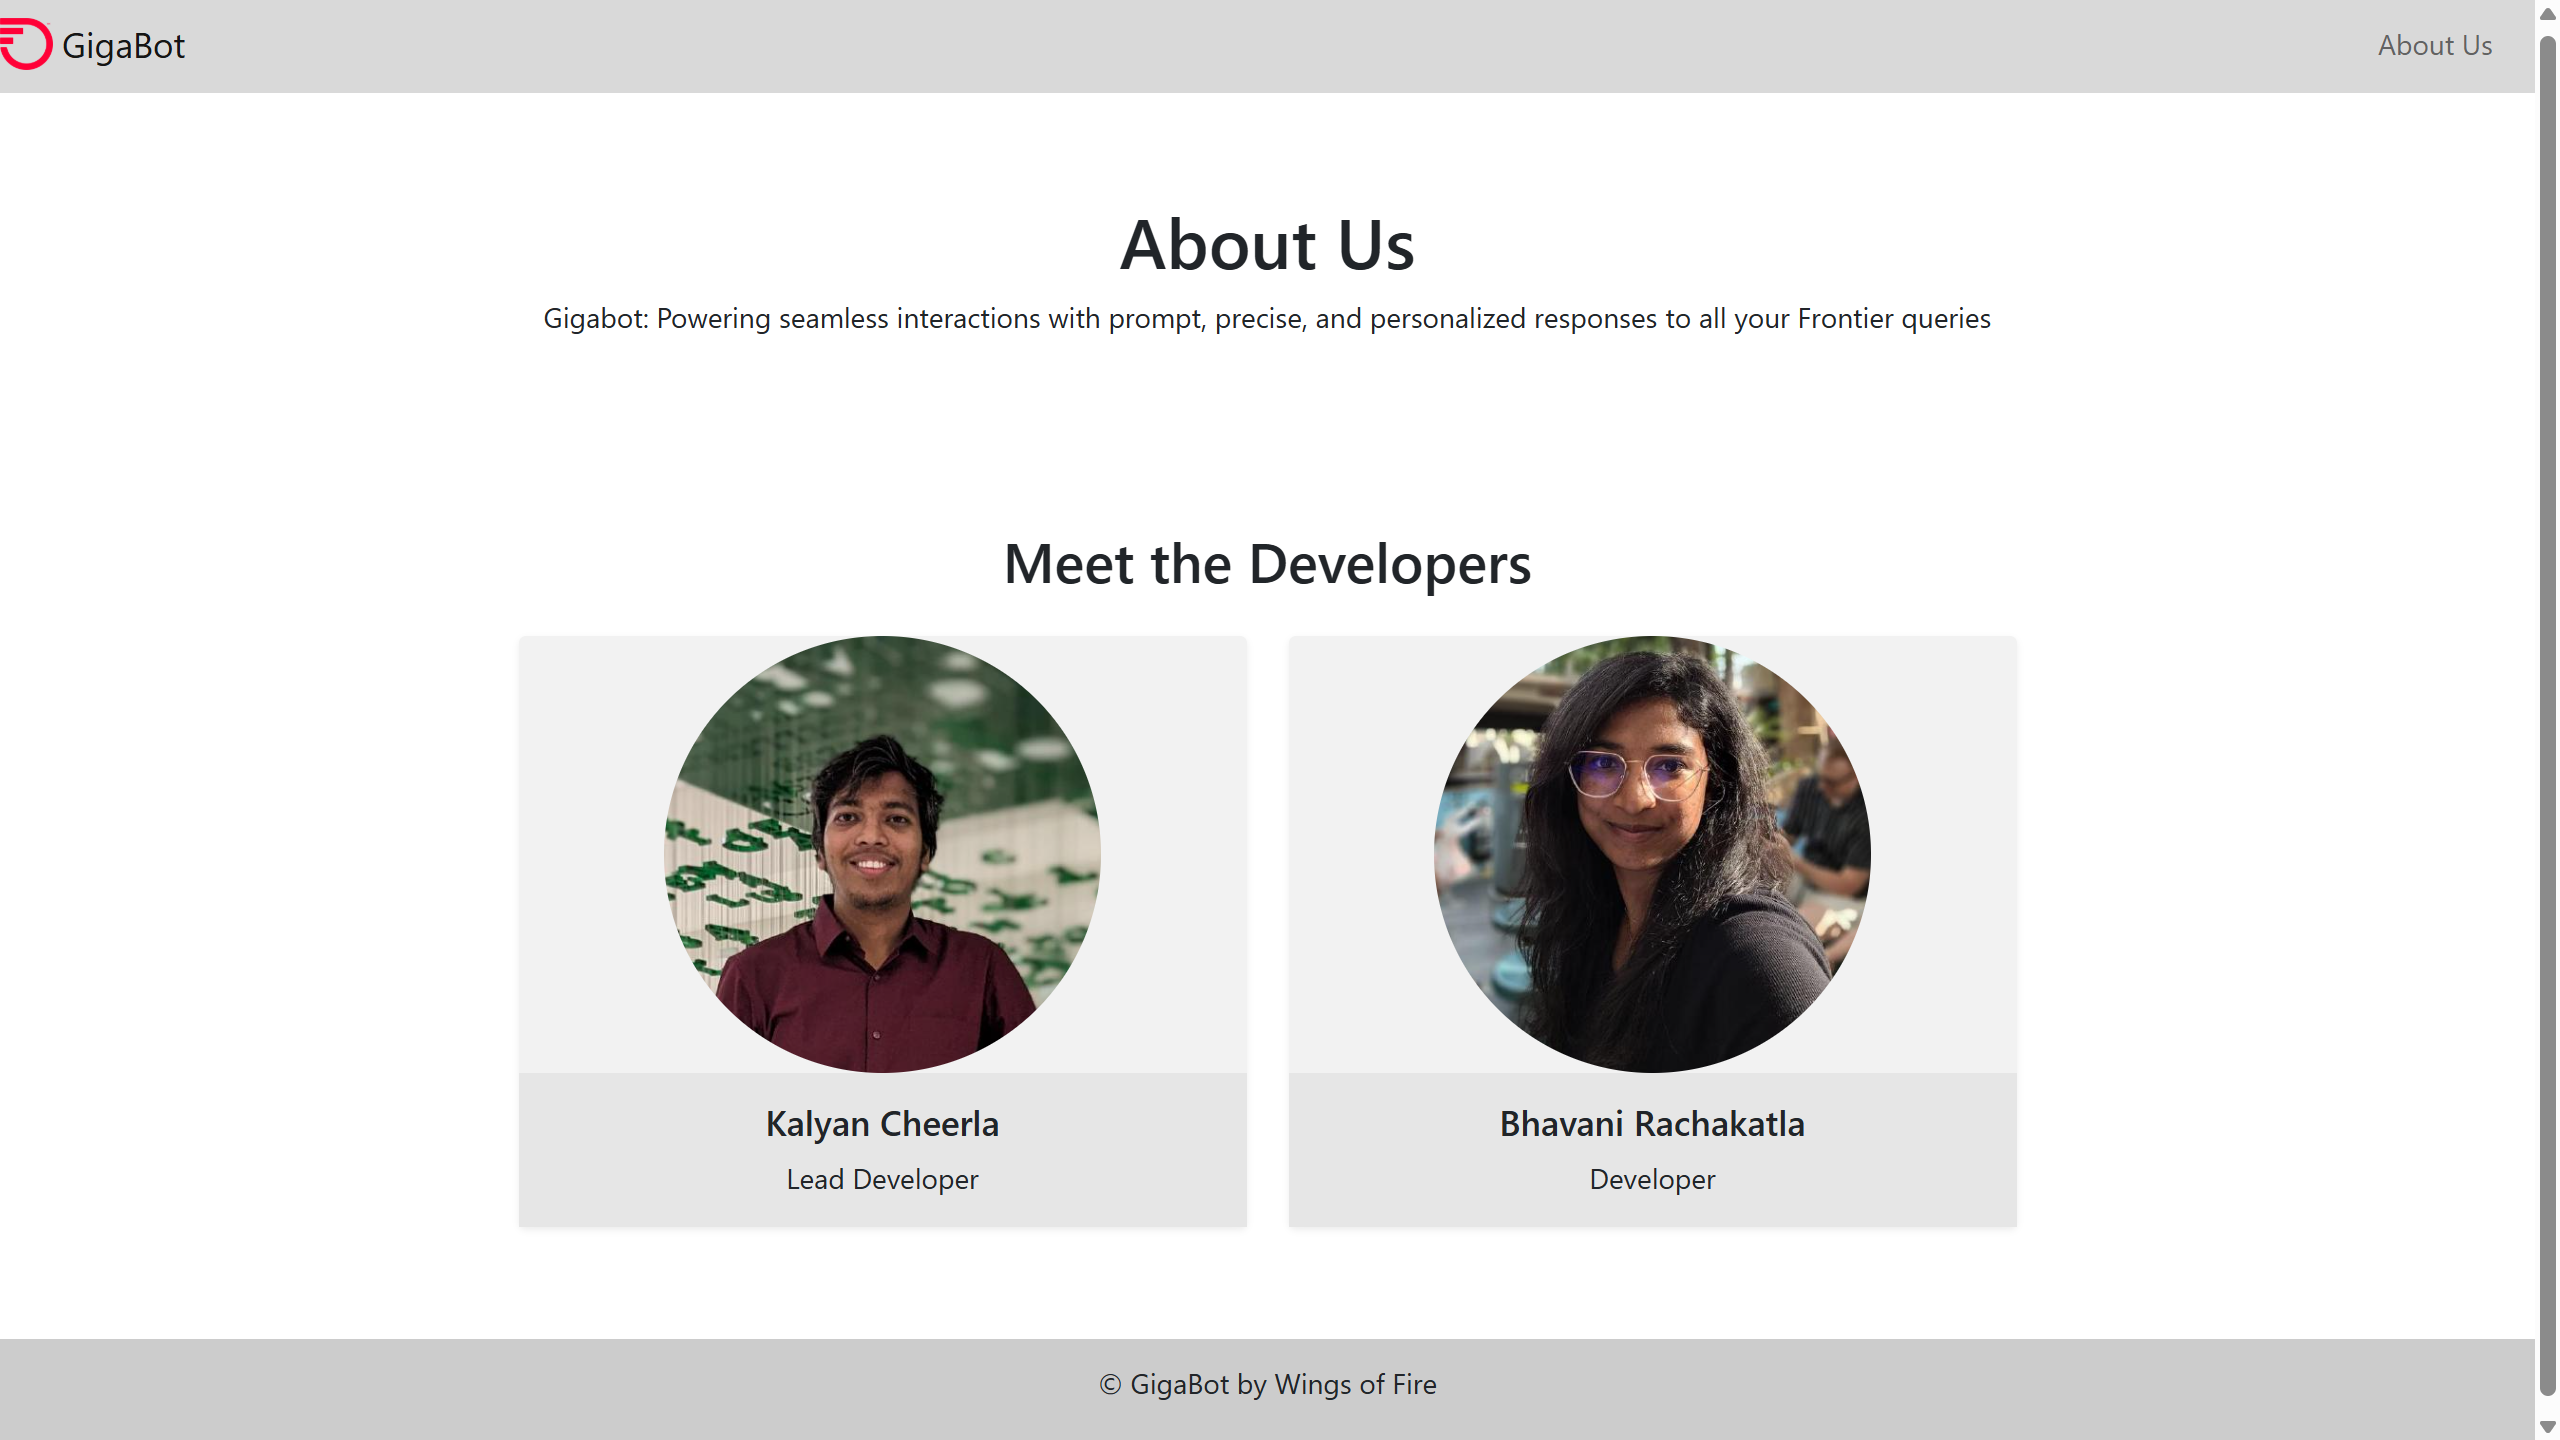 GigaBot
About Us
About Us
Gigabot: Powering seamless interactions with prompt, precise, and personalized responses to all your Frontier queries
Meet the Developers
Kalyan Cheerla
Bhavani Rachakatla
Lead Developer
Developer
© GigaBot by Wings of Fire